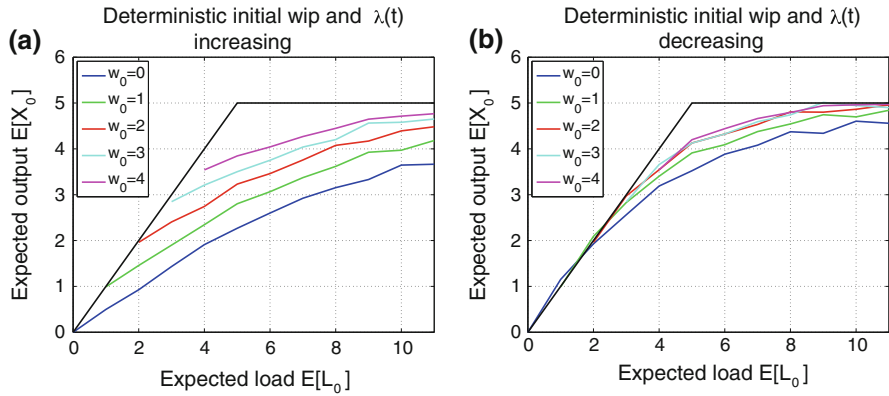 (a)
Deterministic initial wip and λ(t)
increasing
Expected output E[X₀]
6
5
4
3
2
1
0
w₀=0
w₀=1
w₀=2
w₀=3
w₀=4
0 2 4 6 8 10
Expected load E[L₀]
(b)
Deterministic initial wip and λ(t)
decreasing
Expected output E[X₀]
6
5
4
3
2
1
0
w₀=0
w₀=1
w₀=2
w₀=3
w₀=4
0 2 4 6 8 10
Expected load E[L₀]